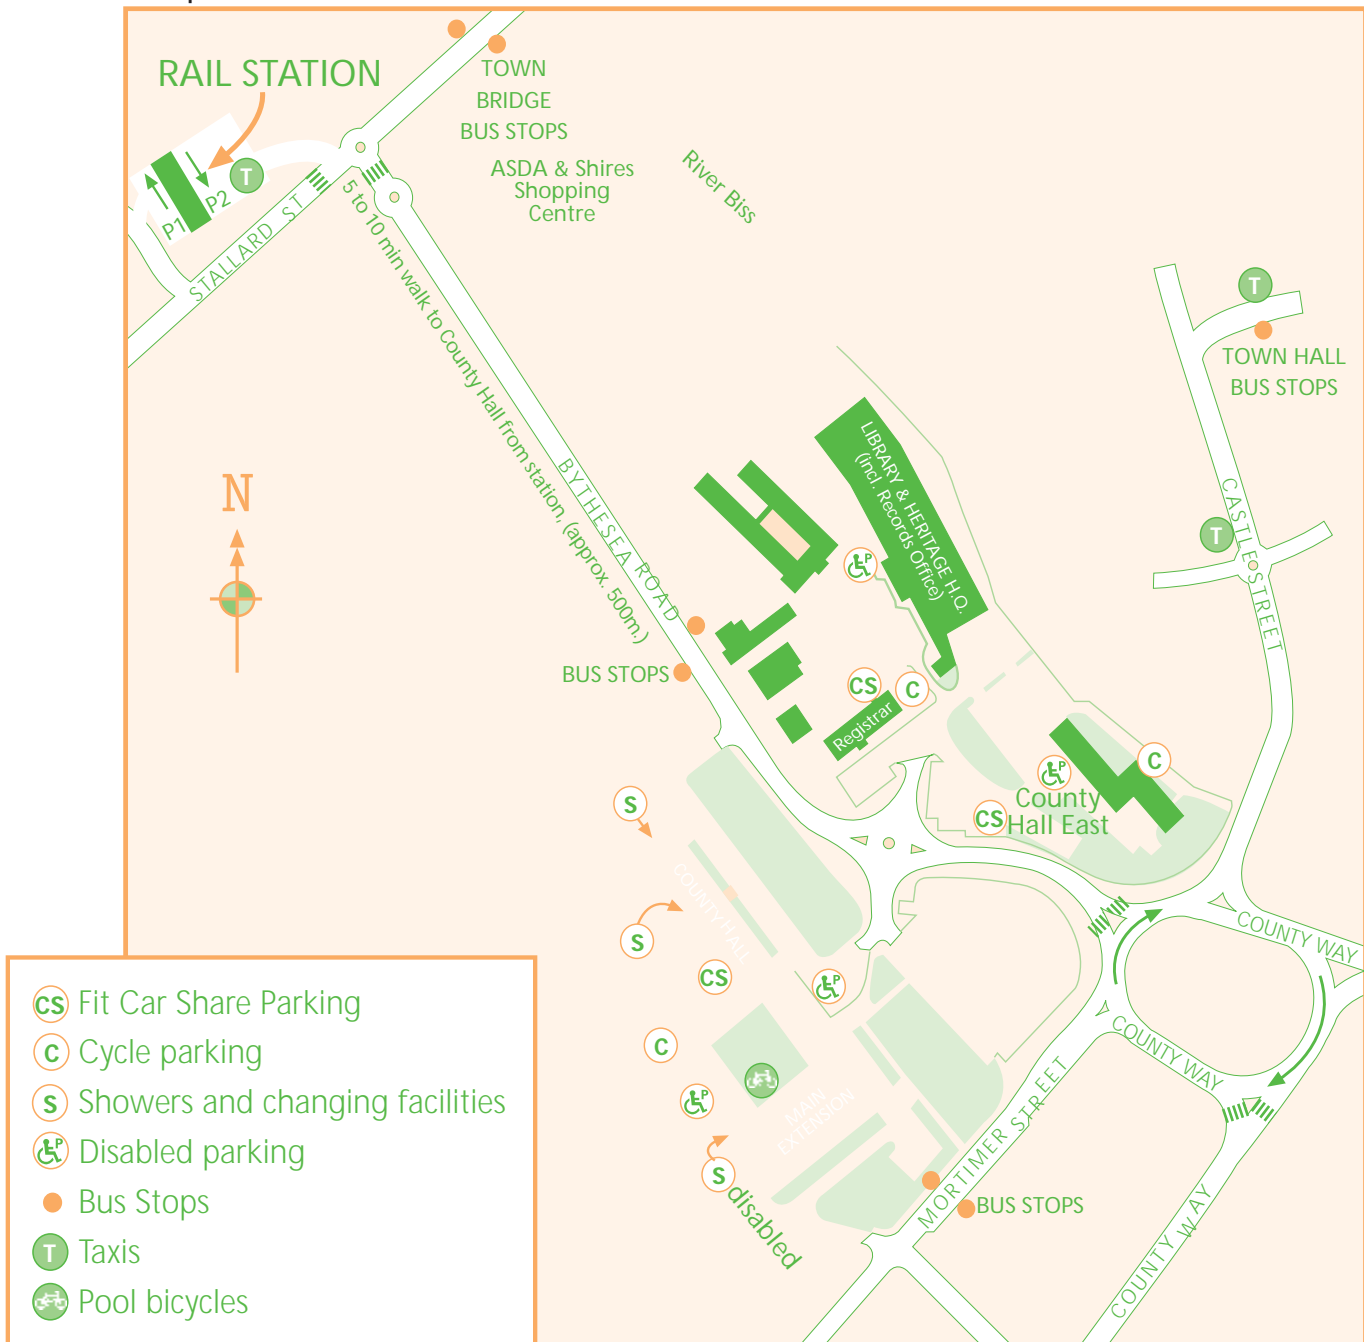 RAIL STATION
TOWN
BRIDGE
BUS STOPS
ASDA & Shires
Shopping
Centre
River Biss
T
P1
P2
STALLARD ST
5 to 10 min walk to County Hall from station, (approx. 500m.)
BYTHESEA ROAD
T
TOWN HALL
BUS STOPS
CASTLE STREET
T
N
LIBRARY & HERITAGE H.Q.
(incl. Records Office)
P
BUS STOPS
CS
C
Registrar
P
C
County
Hall East
CS
S
COUNTY HALL
S
CS
P
C
P
MAIN
EXTENSION
S
disabled
COUNTY WAY
COUNTY WAY
MORTIMER STREET
BUS STOPS
COUNTY WAY
CS Fit Car Share Parking
C Cycle parking
S Showers and changing facilities
P Disabled parking
Bus Stops
T Taxis
Pool bicycles